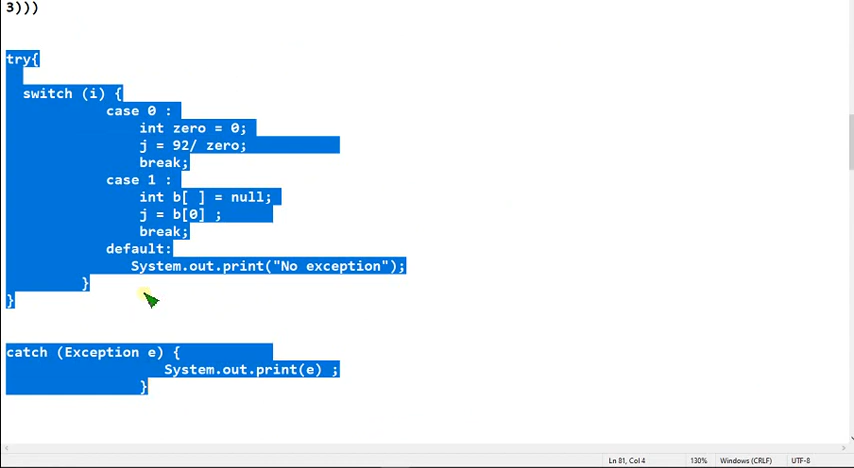 3)))
try{
switch (i) {
case 0 :
int zero = 0;
j = 92/ zero;
break;
case 1 :
int b[ ] = null;
j = b[0] ;
break;
default:
System.out.print("No exception");
}
}
catch (Exception e) {
System.out.print(e) ;
}
Ln 81, Col 4 130% Windows (CRLF) UTF-8